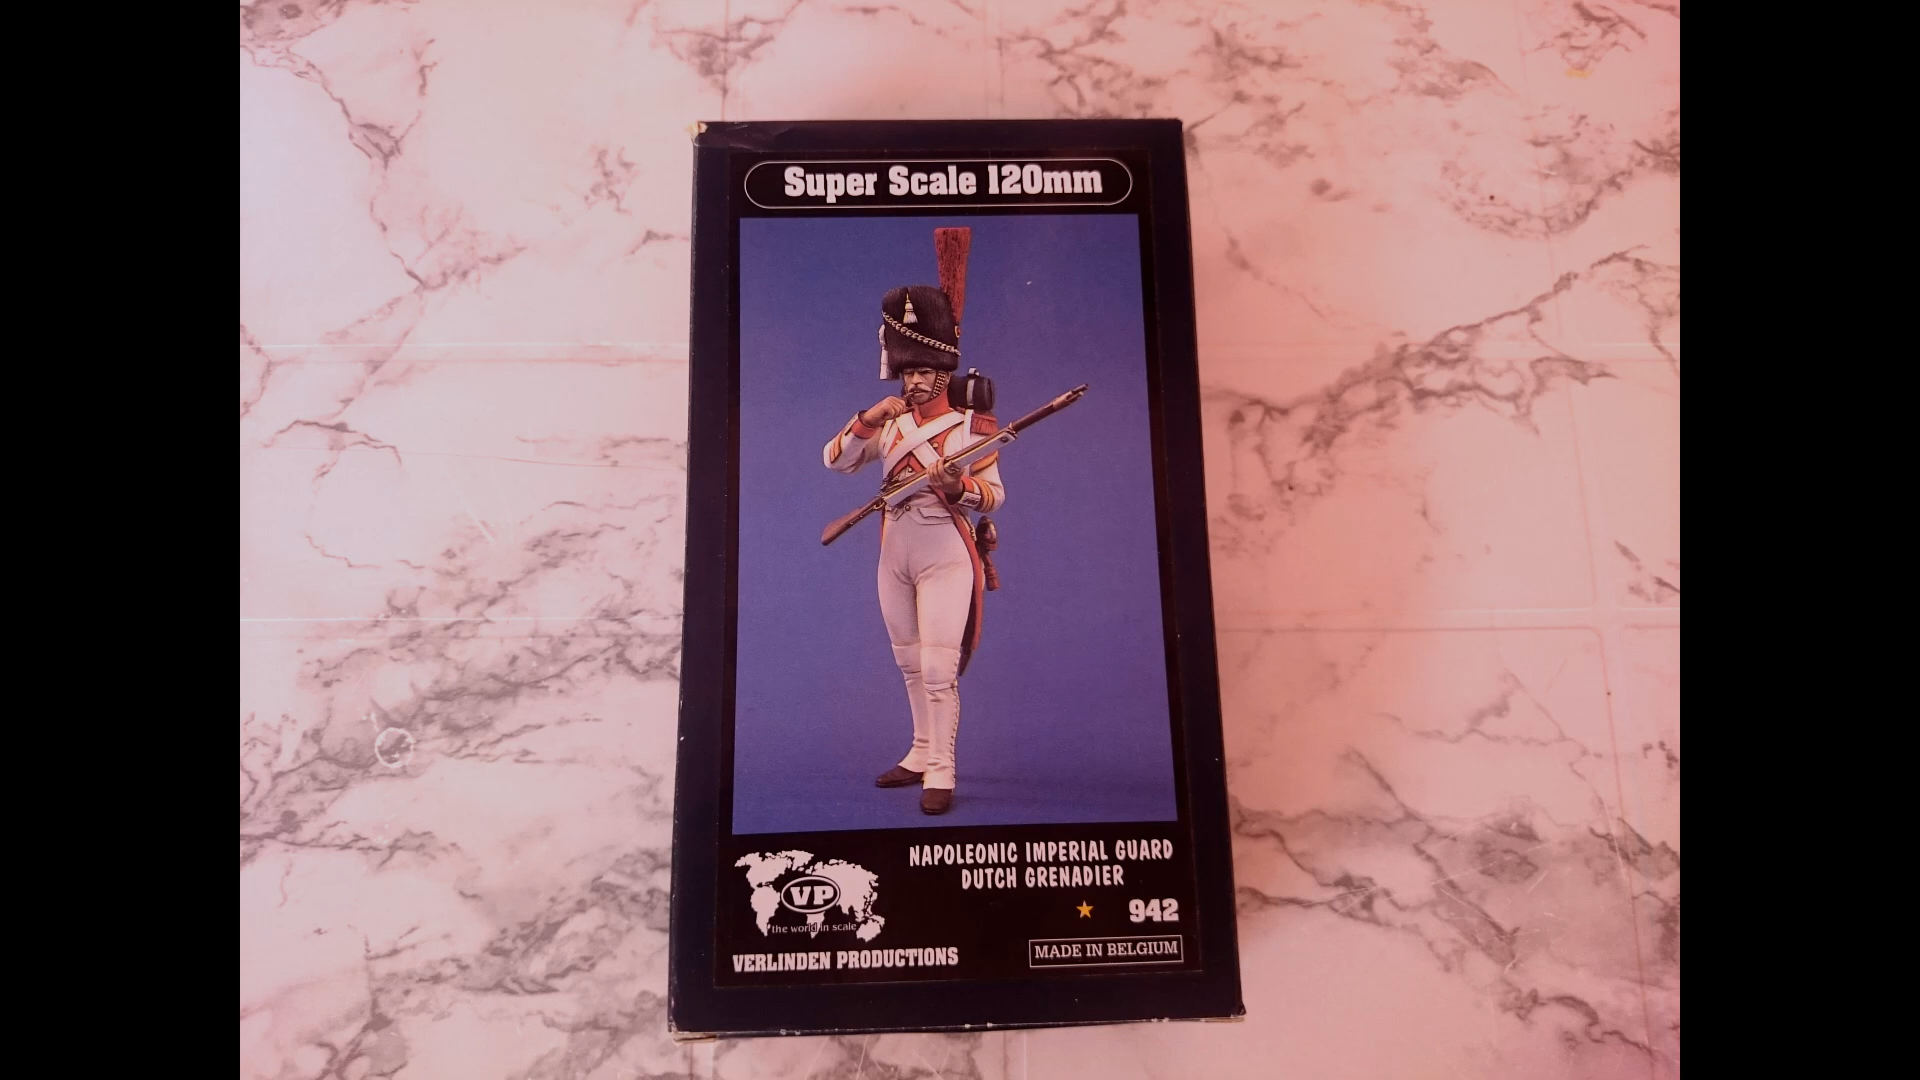 Super Scale 120mm
NAPOLEONIC IMPERIAL GUARD
DUTCH GRENADIER
942
VP
the world in scale
VERLINDEN PRODUCTIONS
MADE IN BELGIUM